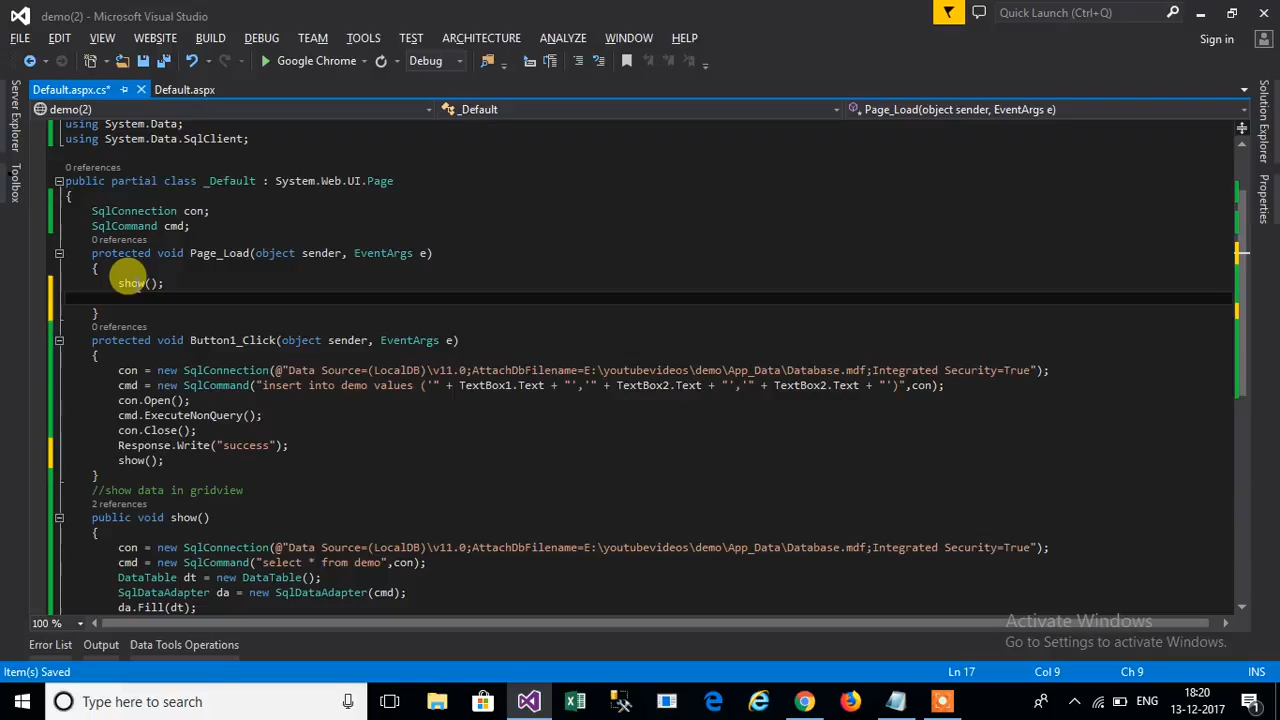 demo(2) - Microsoft Visual Studio
Quick Launch (Ctrl+Q)
FILE EDIT VIEW WEBSITE BUILD DEBUG TEAM TOOLS TEST ARCHITECTURE ANALYZE WINDOW HELP
Sign in
Google Chrome Debug
Default.aspx.cs* Default.aspx
demo(2) _Default Page_Load(object sender, EventArgs e)
Server Explorer
Toolbox
Solution Explorer
Properties
using System.Data;
using System.Data.SqlClient;
0 references
public partial class _Default : System.Web.UI.Page
{
SqlConnection con;
SqlCommand cmd;
0 references
protected void Page_Load(object sender, EventArgs e)
{
show();
}
0 references
protected void Button1_Click(object sender, EventArgs e)
{
con = new SqlConnection(@"Data Source=(LocalDB)\v11.0;AttachDbFilename=E:\youtubevideos\demo\App_Data\Database.mdf;Integrated Security=True");
cmd = new SqlCommand("insert into demo values ('" + TextBox1.Text + "','" + TextBox2.Text + "','" + TextBox2.Text + "')",con);
con.Open();
cmd.ExecuteNonQuery();
con.Close();
Response.Write("success");
show();
}
//show data in gridview
2 references
public void show()
{
con = new SqlConnection(@"Data Source=(LocalDB)\v11.0;AttachDbFilename=E:\youtubevideos\demo\App_Data\Database.mdf;Integrated Security=True");
cmd = new SqlCommand("select * from demo",con);
DataTable dt = new DataTable();
SqlDataAdapter da = new SqlDataAdapter(cmd);
da.Fill(dt);
100 %
Activate Windows
Go to Settings to activate Windows.
Error List Output Data Tools Operations
Item(s) Saved Ln 17 Col 9 Ch 9 INS
Type here to search
ENG
18:20
13-12-2017
1